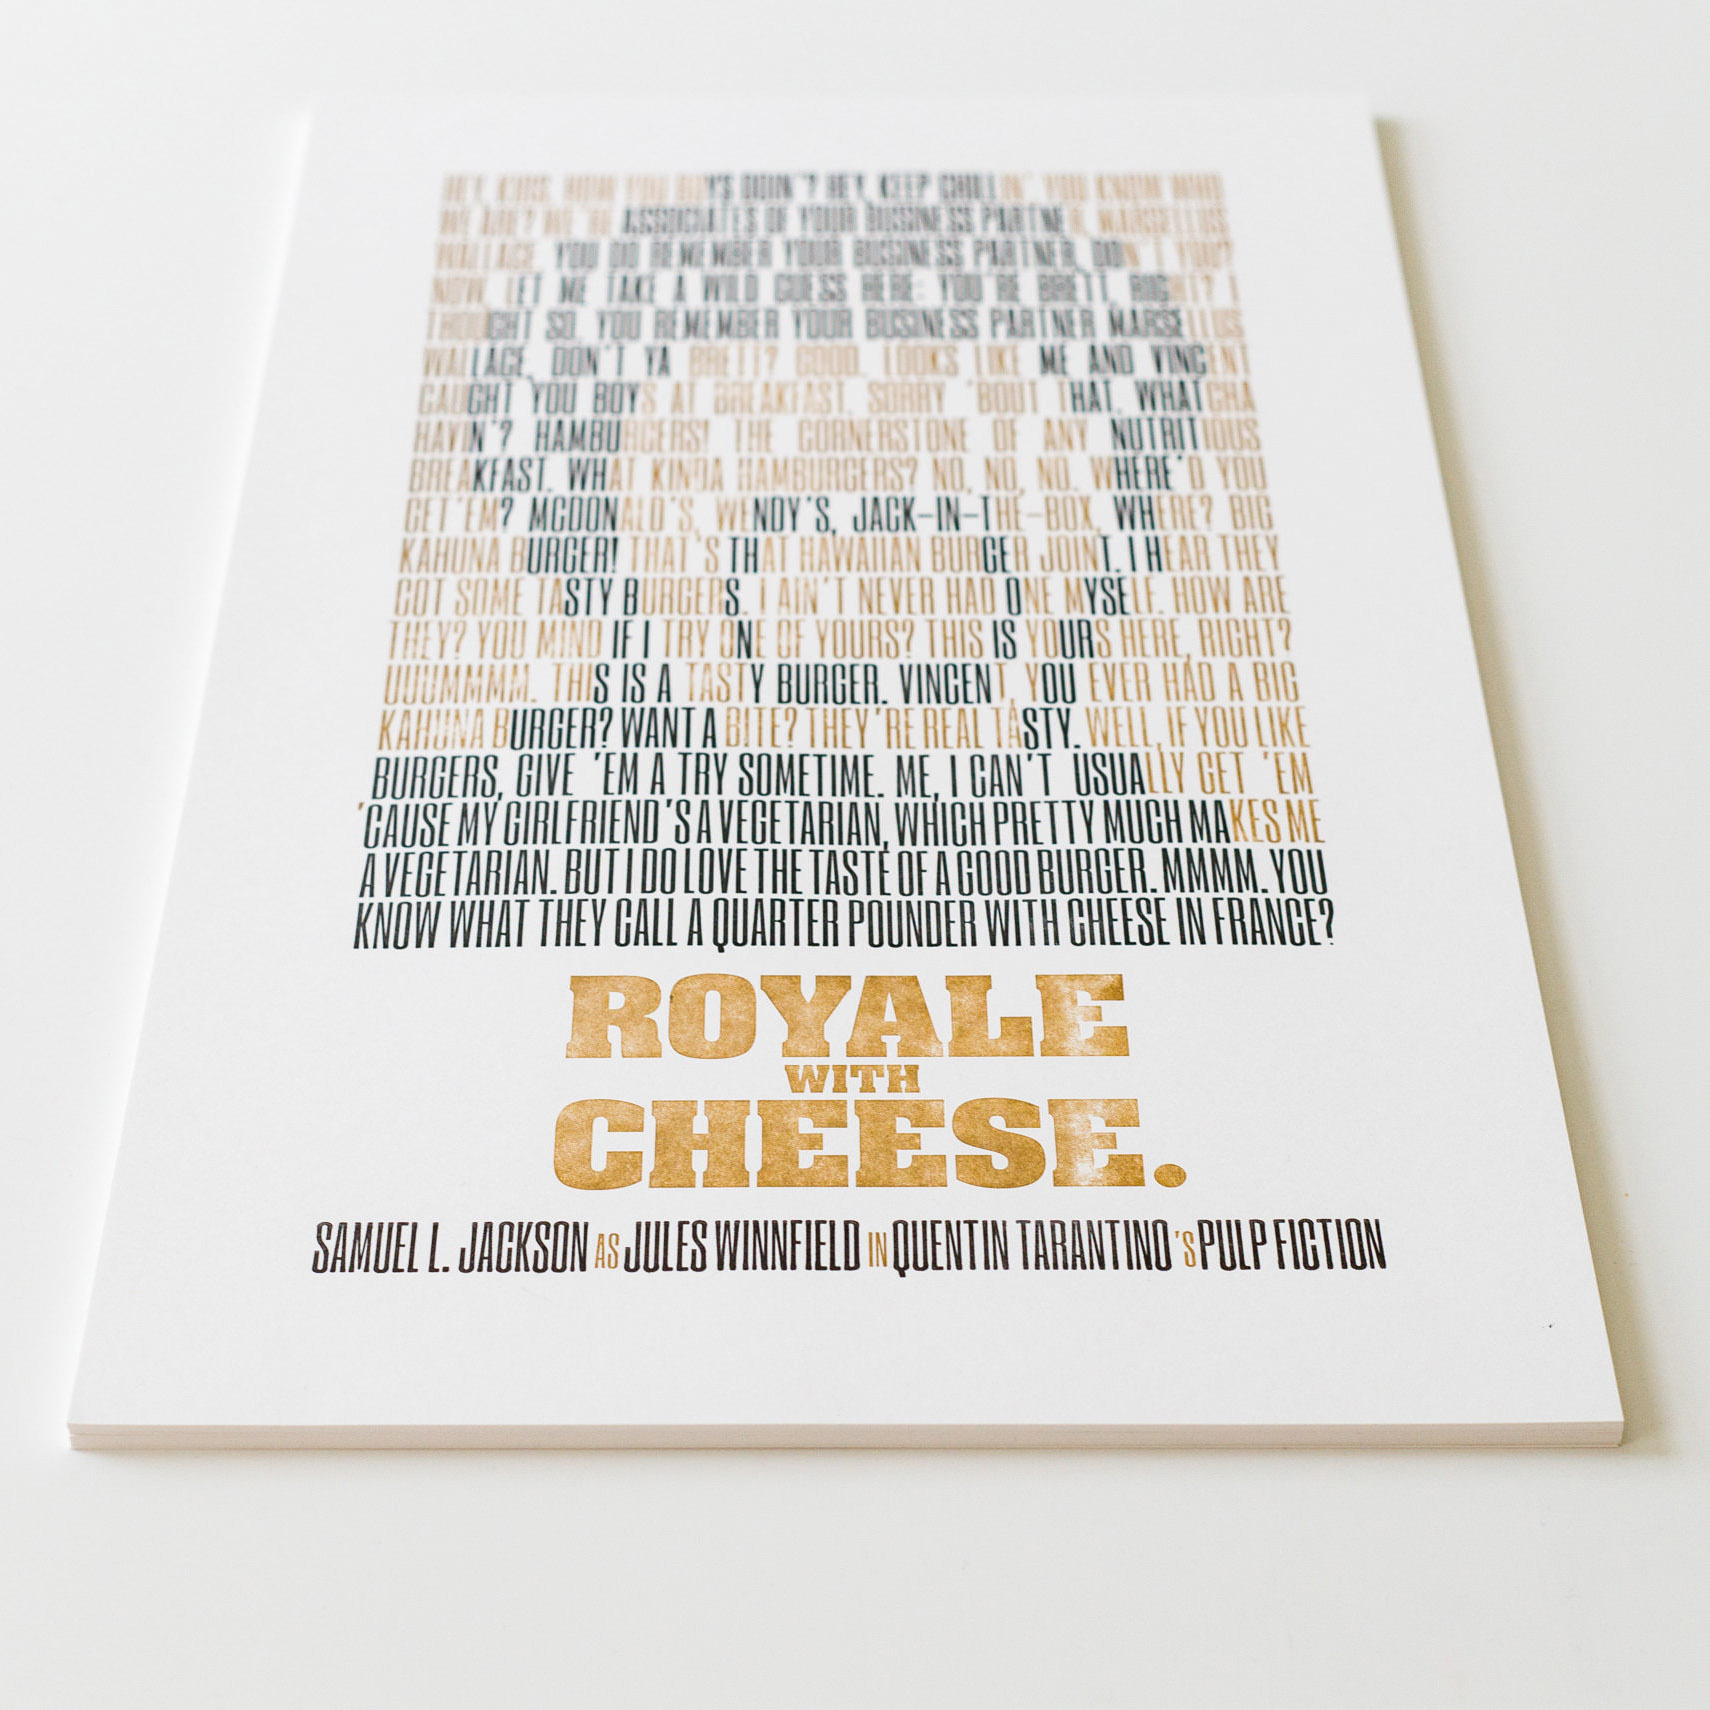 HEY, KIDS. HOW YOU BOYS DOIN'? HEY, KEEP CHILLIN'. YOU KNOW WHO
WE ARE? WE'RE ASSOCIATES OF YOUR BUSINESS PARTNER, MARSELLUS
WALLACE. YOU DO REMEMBER YOUR BUSINESS PARTNER, DON'T YOU?
NOW, LET ME TAKE A WILD GUESS HERE: YOU'RE BRETT, RIGHT? I
THOUGHT SO. YOU REMEMBER YOUR BUSINESS PARTNER MARSELLUS
WALLACE, DON'T YA BRETT? GOOD. LOOKS LIKE ME AND VINCENT
CAUGHT YOU BOYS AT BREAKFAST. SORRY 'BOUT THAT. WHATCHA
HAVIN'? HAMBURGERS! THE CORNERSTONE OF ANY NUTRITIOUS
BREAKFAST. WHAT KINDA HAMBURGERS? NO, NO, NO. WHERE'D YOU
GET'EM? MCDONALD'S, WENDY'S, JACK-IN-THE-BOX, WHERE? BIG
KAHUNA BURGER! THAT'S THAT HAWAIIAN BURGER JOINT. I HEAR THEY
GOT SOME TASTY BURGERS. I AIN'T NEVER HAD ONE MYSELF. HOW ARE
THEY? YOU MIND IF I TRY ONE OF YOURS? THIS IS YOURS HERE, RIGHT?
UUUMMMM. THIS IS A TASTY BURGER. VINCENT, YOU EVER HAD A BIG
KAHUNA BURGER? WANT A BITE? THEY'RE REAL TASTY. WELL, IF YOU LIKE
BURGERS, GIVE 'EM A TRY SOMETIME. ME, I CAN'T USUALLY GET 'EM
'CAUSE MY GIRLFRIEND'S A VEGETARIAN, WHICH PRETTY MUCH MAKES ME
A VEGETARIAN. BUT I DO LOVE THE TASTE OF A GOOD BURGER. MMMM. YOU
KNOW WHAT THEY CALL A QUARTER POUNDER WITH CHEESE IN FRANCE?
ROYALE
WITH
CHEESE.
SAMUEL L. JACKSON AS JULES WINNFIELD IN QUENTIN TARANTINO'S PULP FICTION